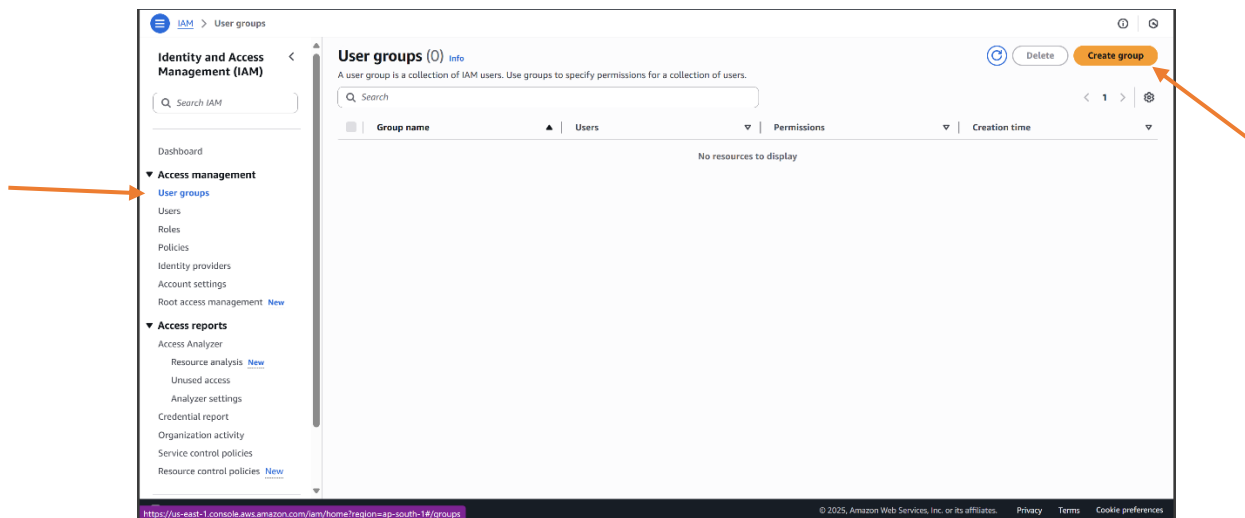 IAM > User groups
Identity and Access Management (IAM)
Search IAM
Dashboard
Access management
User groups
Users
Roles
Policies
Identity providers
Account settings
Root access management New
Access reports
Access Analyzer
Resource analysis New
Unused access
Analyzer settings
Credential report
Organization activity
Service control policies
Resource control policies New
User groups (0) Info
Delete
Create group
A user group is a collection of IAM users. Use groups to specify permissions for a collection of users.
Search
1
Group name Users Permissions Creation time
No resources to display
https://us-east-1.console.aws.amazon.com/iam/home?region=ap-south-1#/groups
© 2025, Amazon Web Services, Inc. or its affiliates. Privacy Terms Cookie preferences